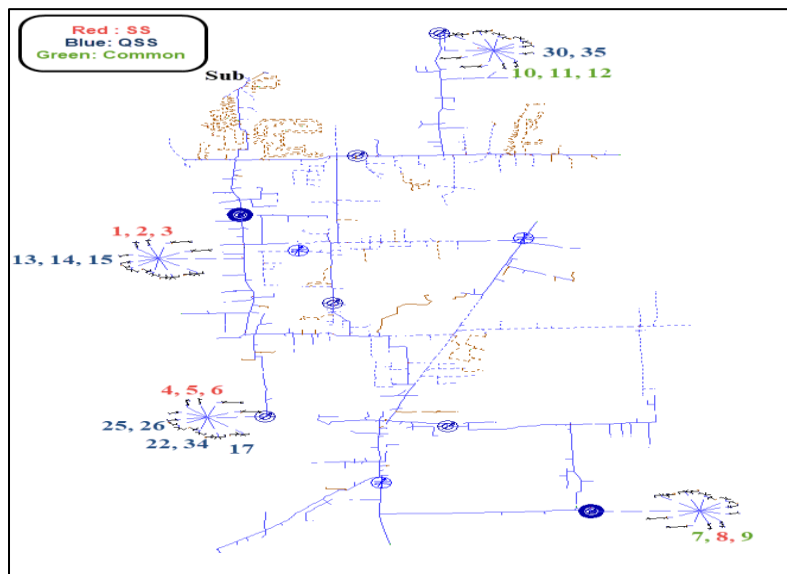 Red : SS
Blue: QSS
Green: Common
Sub
30, 35
10, 11, 12
1, 2, 3
13, 14, 15
4, 5, 6
25, 26
22, 34
17
7, 8, 9